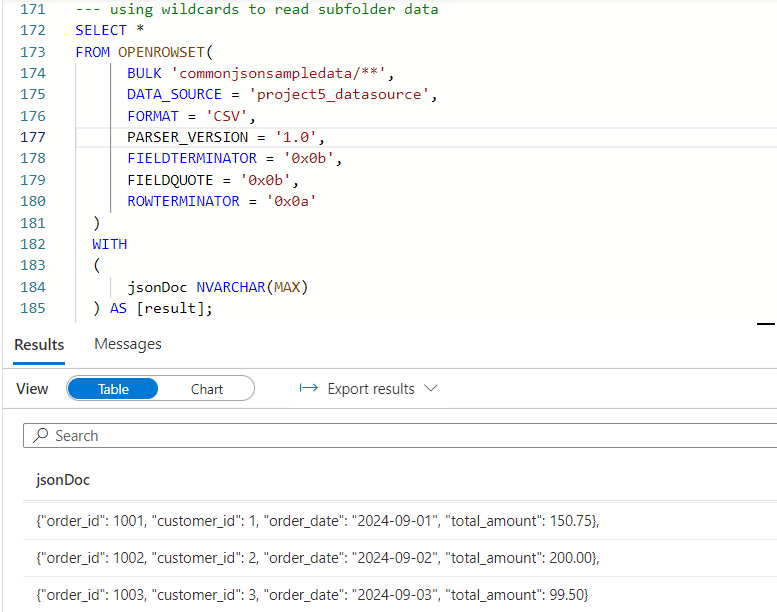 171 --- using wildcards to read subfolder data
172 SELECT *
173 FROM OPENROWSET(
174 BULK 'commonjsonsampledata/**',
175 DATA_SOURCE = 'project5_datasource',
176 FORMAT = 'CSV',
177 PARSER_VERSION = '1.0',
178 FIELDTERMINATOR = '0x0b',
179 FIELDQUOTE = '0x0b',
180 ROWTERMINATOR = '0x0a'
181 )
182 WITH
183 (
184 jsonDoc NVARCHAR(MAX)
185 ) AS [result];
Results Messages
View Table Chart Export results
Search
jsonDoc
{"order_id": 1001, "customer_id": 1, "order_date": "2024-09-01", "total_amount": 150.75},
{"order_id": 1002, "customer_id": 2, "order_date": "2024-09-02", "total_amount": 200.00},
{"order_id": 1003, "customer_id": 3, "order_date": "2024-09-03", "total_amount": 99.50}